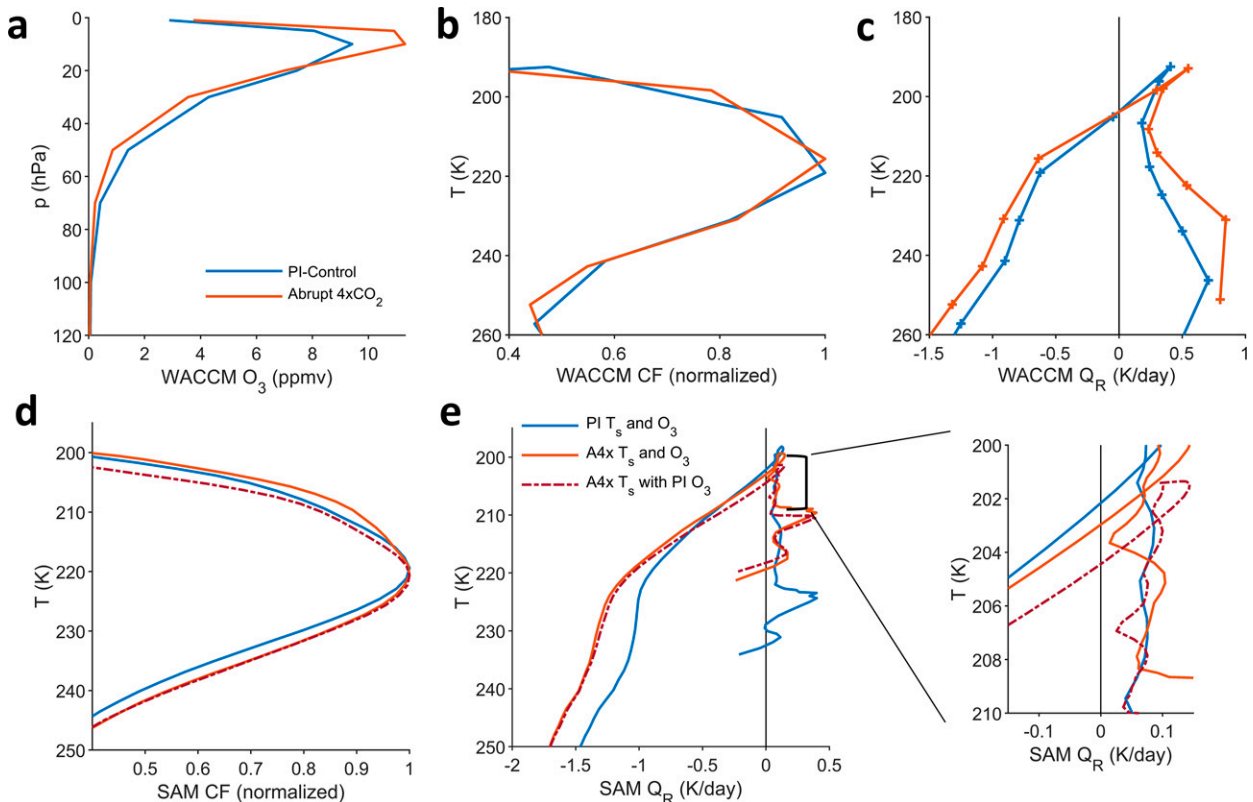 a
0
20
40
60
80
100
120
p (hPa)
0 2 4 6 8 10
WACCM O3 (ppmv)
PI-Control
Abrupt 4xCO2
b
200
220
240
260
T (K)
0.4 0.6 0.8 1
WACCM CF (normalized)
c
180
200
220
240
260
T (K)
-1.5 -1 -0.5 0 0.5 1
WACCM QR (K/day)
d
200
210
220
230
240
250
T (K)
0.5 0.6 0.7 0.8 0.9 1
SAM CF (normalized)
e
PI Ts and O3
A4x Ts and O3
A4x Ts with PI O3
200
210
220
230
240
250
T (K)
-2 -1.5 -1 -0.5 0 0.5
SAM QR (K/day)
200
202
204
206
208
210
T (K)
-0.1 0 0.1
SAM QR (K/day)